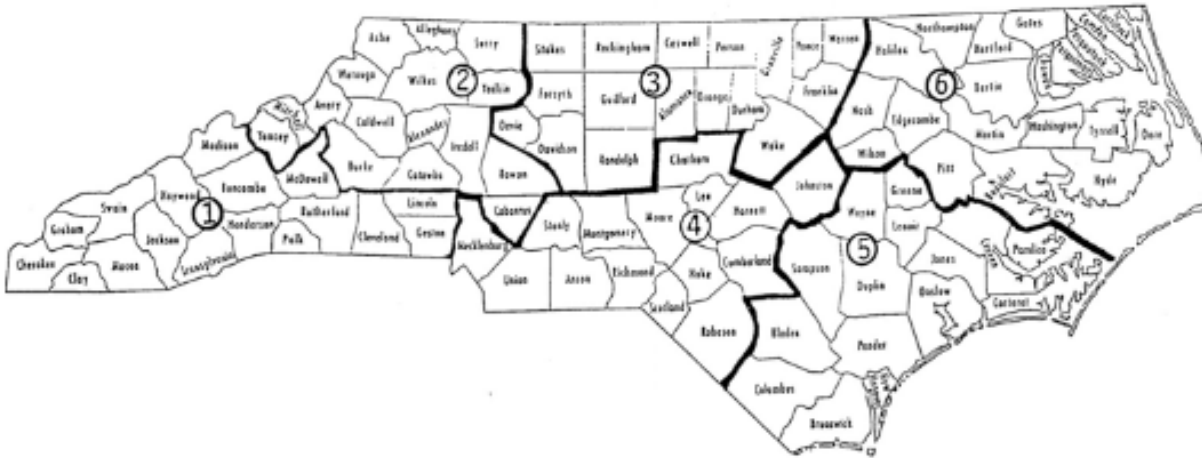 Ashe
Alleghany
Surry
Stokes
Rockingham
Caswell
Person
Granville
Vance
Warren
Halifax
Northampton
Hertford
Gates
Camden
Currituck
Watauga
Wilkes
②
Yadkin
Forsyth
Guilford
③
Alamance
Orange
Durham
Franklin
Nash
Edgecombe
⑥
Bertie
Chowan
Mitchell
Avery
Caldwell
Alexander
Iredell
Davie
Davidson
Randolph
Chatham
Wake
Wilson
Martin
Washington
Tyrrell
Dare
Madison
Yancey
McDowell
Burke
Catawba
Rowan
Johnston
Greene
Pitt
Beaufort
Hyde
Swain
Haywood
①
Buncombe
Henderson
Rutherford
Polk
Cleveland
Lincoln
Gaston
Mecklenburg
Cabarrus
Stanly
Montgomery
Moore
Lee
④
Harnett
Wayne
⑤
Lenoir
Craven
Pamlico
Graham
Cherokee
Clay
Macon
Jackson
Transylvania
Union
Anson
Richmond
Scotland
Hoke
Cumberland
Sampson
Duplin
Jones
Onslow
Carteret
Robeson
Bladen
Pender
Columbus
Brunswick
New